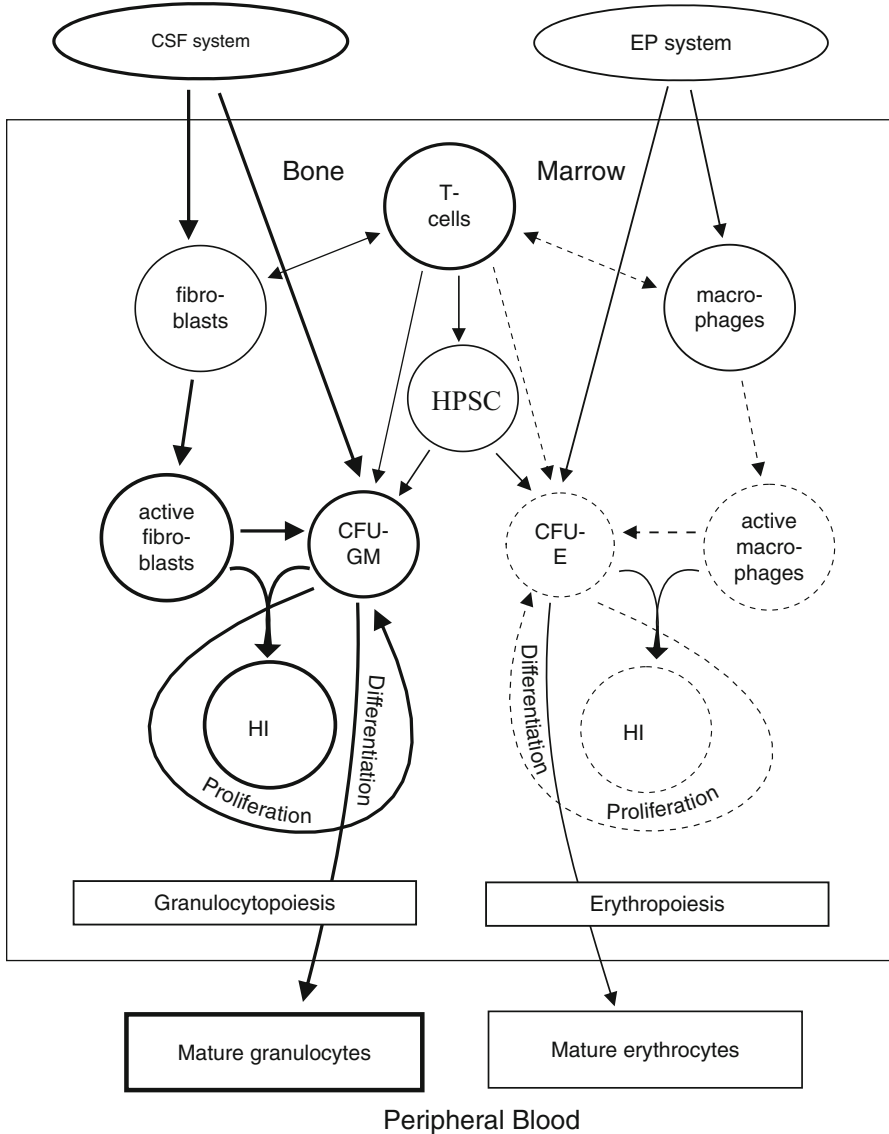 CSF system
EP system
Bone
Marrow
T-
cells
fibro-
blasts
macro-
phages
HPSC
active
fibro-
blasts
CFU-
GM
CFU-
E
active
macro-
phages
HI
Differentiation
Proliferation
Differentiation
HI
Proliferation
Granulocytopoiesis
Erythropoiesis
Mature granulocytes
Mature erythrocytes
Peripheral Blood